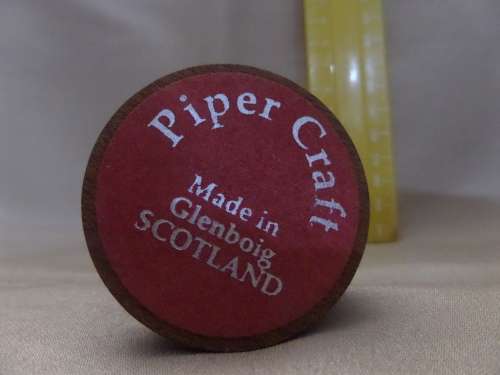 Piper Craft
Made in
Glenboig
SCOTLAND